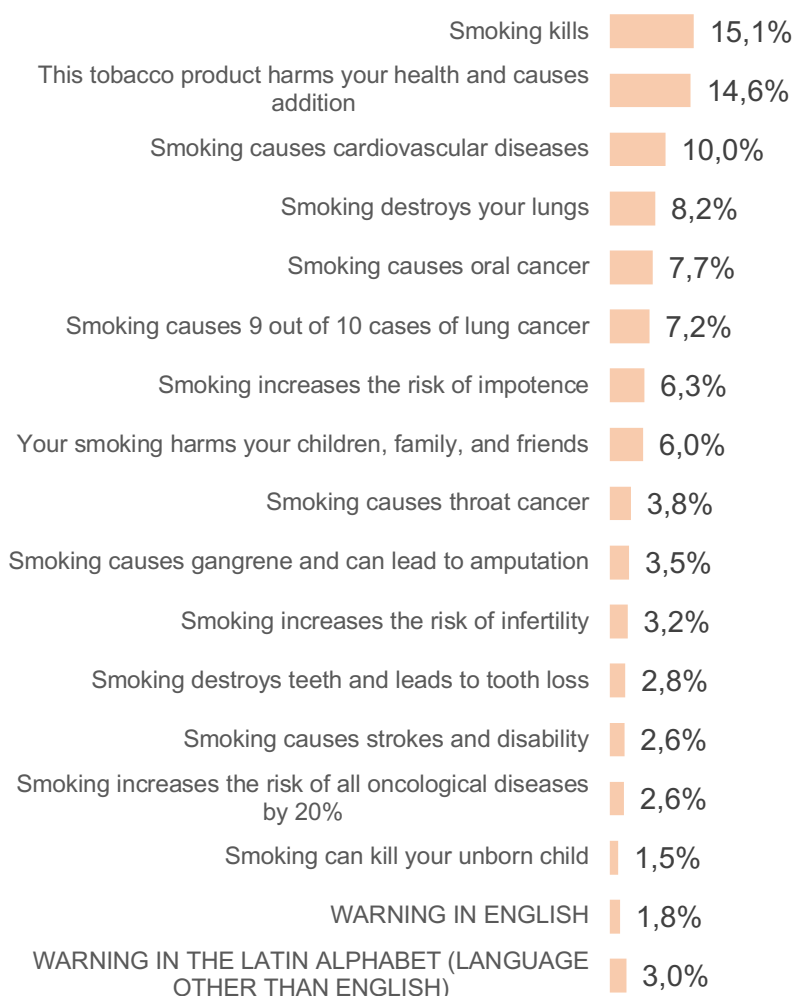 Smoking kills 15,1%
This tobacco product harms your health and causes
addition 14,6%
Smoking causes cardiovascular diseases 10,0%
Smoking destroys your lungs 8,2%
Smoking causes oral cancer 7,7%
Smoking causes 9 out of 10 cases of lung cancer 7,2%
Smoking increases the risk of impotence 6,3%
Your smoking harms your children, family, and friends 6,0%
Smoking causes throat cancer 3,8%
Smoking causes gangrene and can lead to amputation 3,5%
Smoking increases the risk of infertility 3,2%
Smoking destroys teeth and leads to tooth loss 2,8%
Smoking causes strokes and disability 2,6%
Smoking increases the risk of all oncological diseases
by 20% 2,6%
Smoking can kill your unborn child 1,5%
WARNING IN ENGLISH 1,8%
WARNING IN THE LATIN ALPHABET (LANGUAGE
OTHER THAN ENGLISH) 3,0%